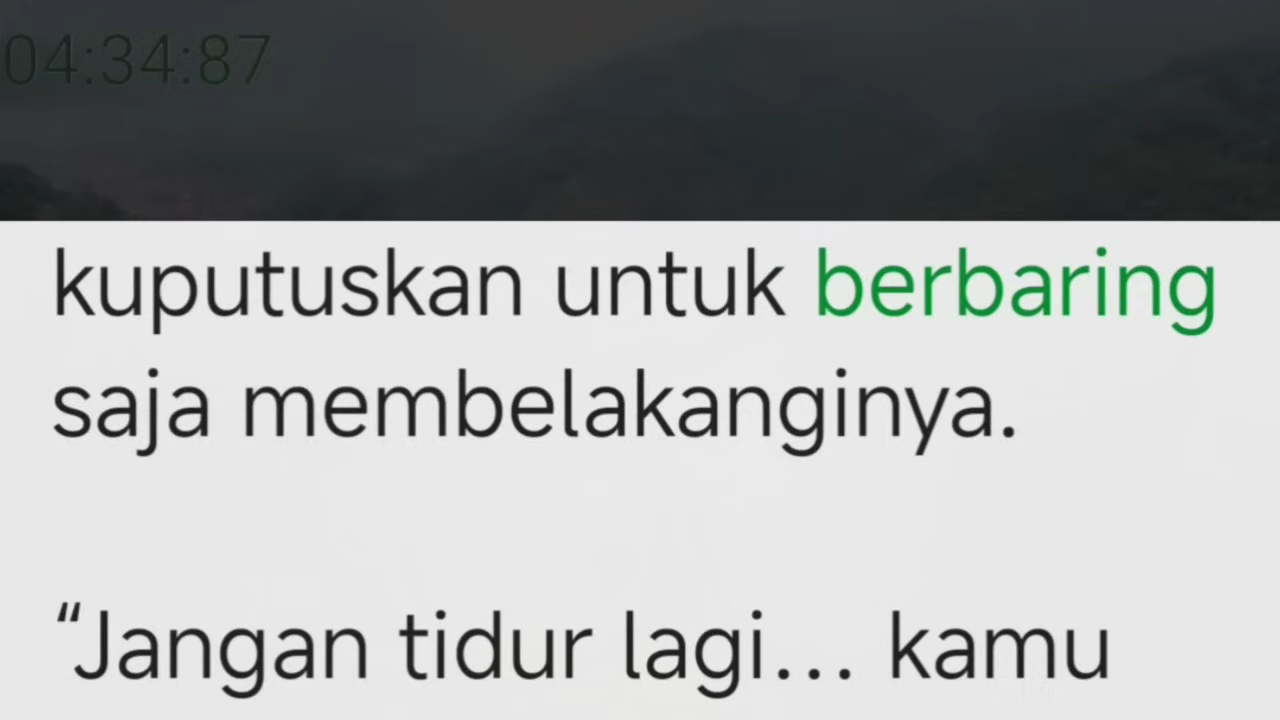 04:34:87
kuputuskan untuk berbaring
saja membelakanginya.
“Jangan tidur lagi... kamu